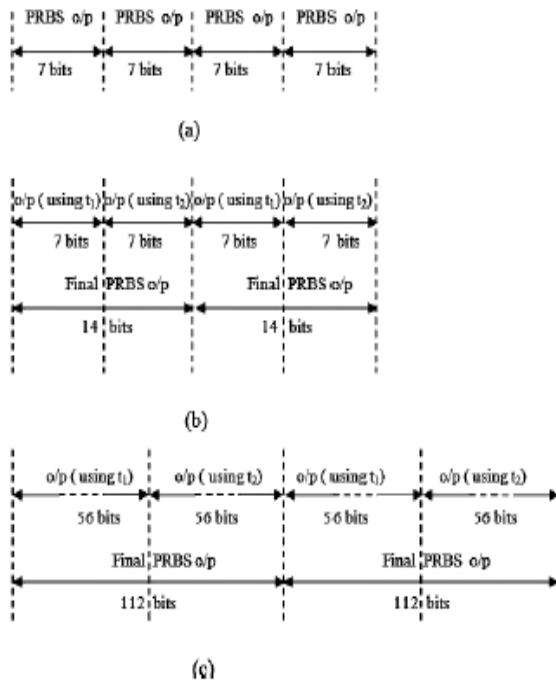 PRBS o/p PRBS o/p PRBS o/p PRBS o/p
7 bits 7 bits 7 bits 7 bits
(a)
o/p ( using t₁) o/p ( using t₂) o/p ( using t₁) o/p ( using t₂)
7 bits 7 bits 7 bits 7 bits
Final PRBS o/p Final PRBS o/p
14 bits 14 bits
(b)
o/p ( using t₁) o/p ( using t₂) o/p ( using t₁) o/p ( using t₂)
56 bits 56 bits 56 bits 56 bits
Final PRBS o/p Final PRBS o/p
112 bits 112 bits
(c)